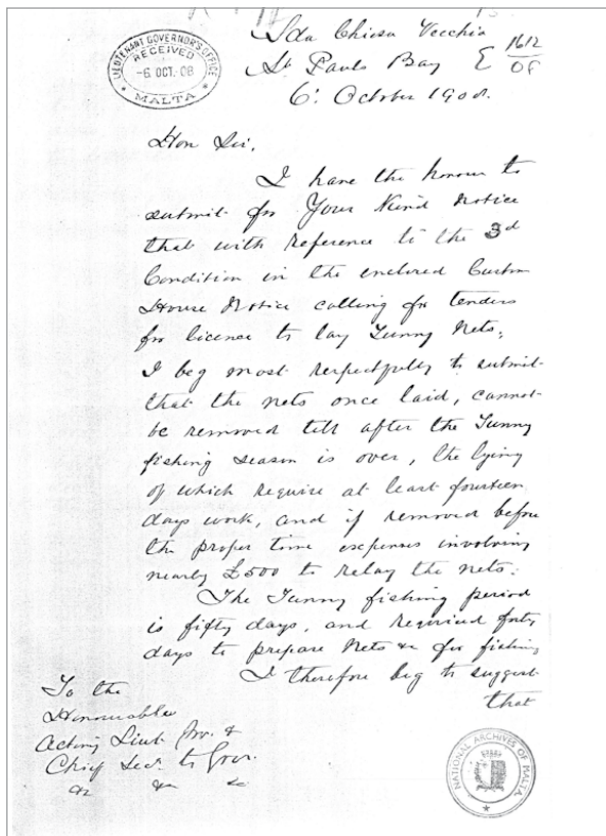 LIEUTENANT GOVERNOR'S OFFICE
RECEIVED
-6 OCT. 08
MALTA
Sda Chiesa Vecchia
St Pauls Bay
1612
08
6: October 1908.
Hon Sir,
I have the honour to
submit for Your Kind Notice
that with reference to the 3d
Condition in the enclosed Custom
House Notice calling for tenders
for licence to lay Tunny Nets;
I beg most respectfully to submit
that the nets once laid, cannot
be removed till after the Tunny
fishing season is over, the lying
of which require at least fourteen
days work, and if removed before
the proper time expenses involving
nearly £500 to relay the nets.
The Tunny fishing period
is fifty days, and required forty
days to prepare Nets &c for fishing
I therefore beg to suggest
that
To the
Honourable
Acting Lieut Gov. &
Chief Sec. to Gov.
&c &c &c
NATIONAL ARCHIVES OF MALTA